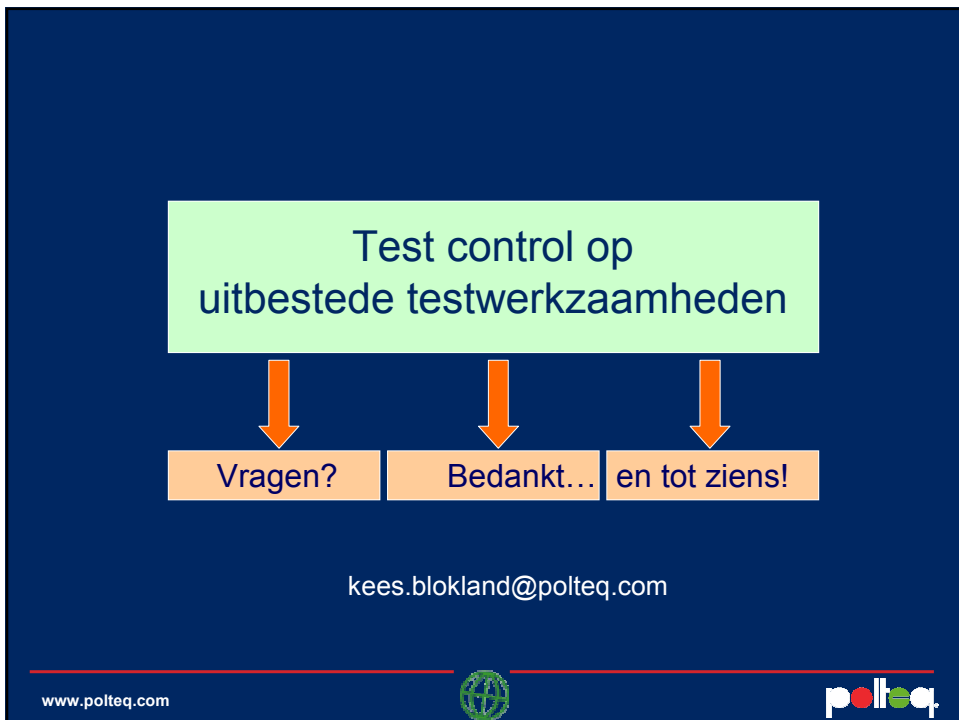 Test control op
uitbestede testwerkzaamheden
Vragen? Bedankt… en tot ziens!
kees.blokland@polteq.com
www.polteq.com
polteq.